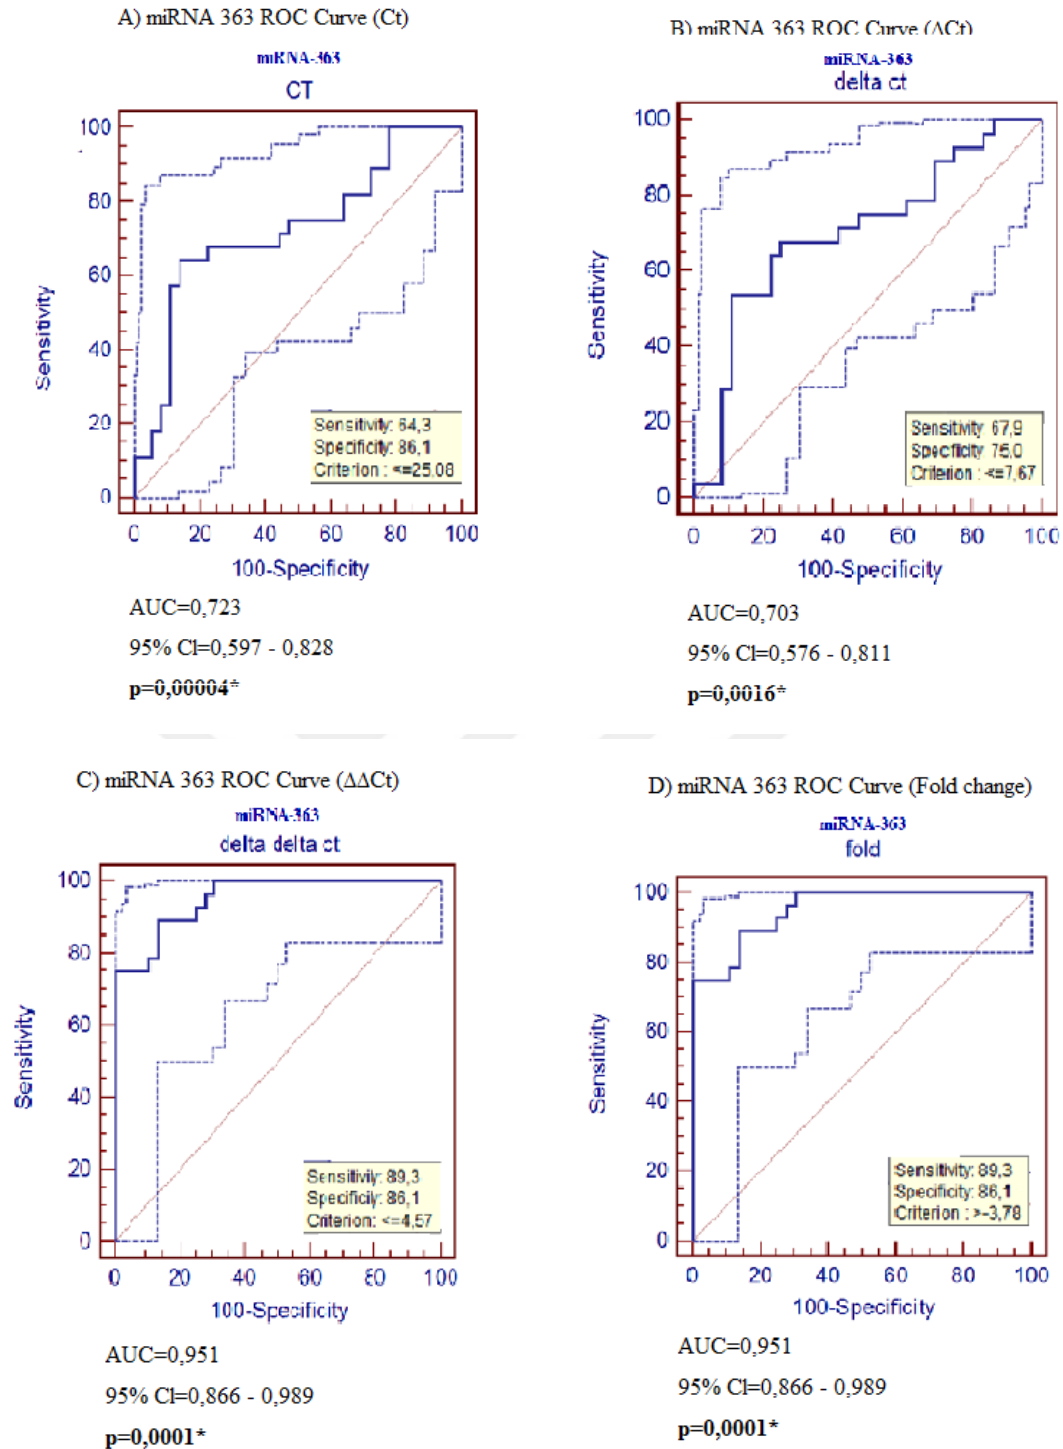 A) miRNA 363 ROC Curve (Ct)
miRNA-363
CT
100
80
60
40
20
0
Sensitivity
Sensitivity: 64,3
Specificity: 86,1
Criterion : <=25,08
0 20 40 60 80 100
100-Specificity
AUC=0,723
95% Cl=0,597 - 0,828
p=0,00004*
B) miRNA 363 ROC Curve (ΔCt)
miRNA-363
delta ct
100
80
60
40
20
0
Sensitivity
Sensitivity: 67,9
Specificity: 75,0
Criterion : <=7,67
0 20 40 60 80 100
100-Specificity
AUC=0,703
95% Cl=0,576 - 0,811
p=0,0016*
C) miRNA 363 ROC Curve (ΔΔCt)
miRNA-363
delta delta ct
100
80
60
40
20
0
Sensitivity
Sensitivity: 89,3
Specificity: 86,1
Criterion: <=4,57
0 20 40 60 80 100
100-Specificity
AUC=0,951
95% Cl=0,866 - 0,989
p=0,0001*
D) miRNA 363 ROC Curve (Fold change)
miRNA-363
fold
100
80
60
40
20
0
Sensitivity
Sensitivity: 89,3
Specificity: 86,1
Criterion : >-3,78
0 20 40 60 80 100
100-Specificity
AUC=0,951
95% Cl=0,866 - 0,989
p=0,0001*